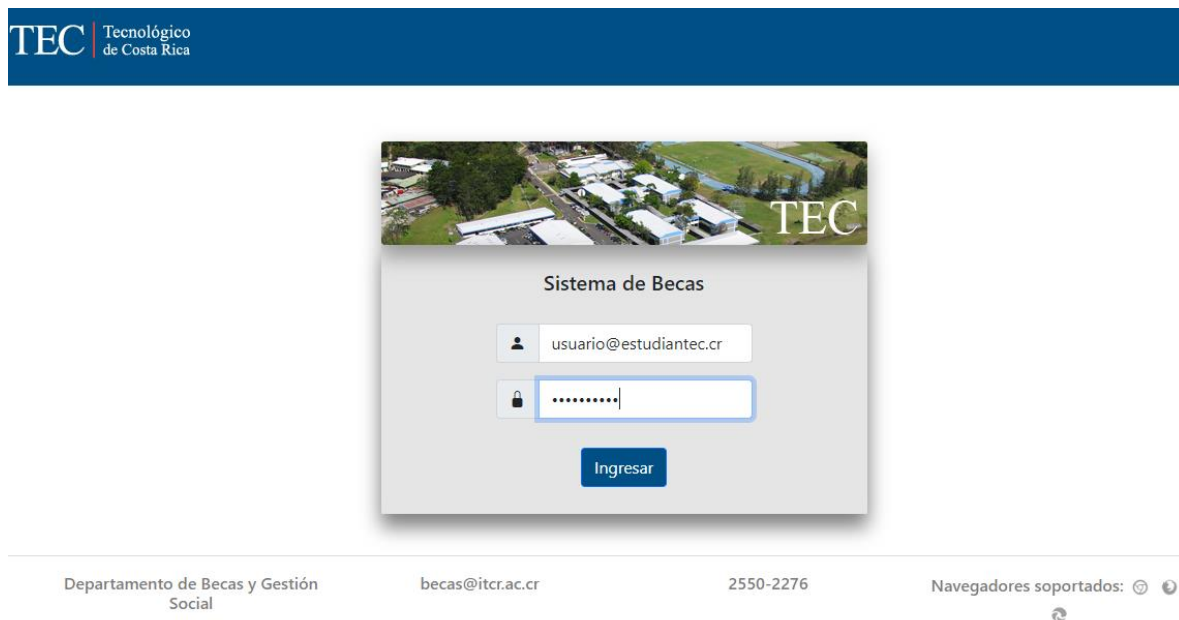 TEC Tecnológico
de Costa Rica
TEC
Sistema de Becas
usuario@estudiantec.cr
••••••••••
Ingresar
Departamento de Becas y Gestión
Social
becas@itcr.ac.cr
2550-2276
Navegadores soportados: